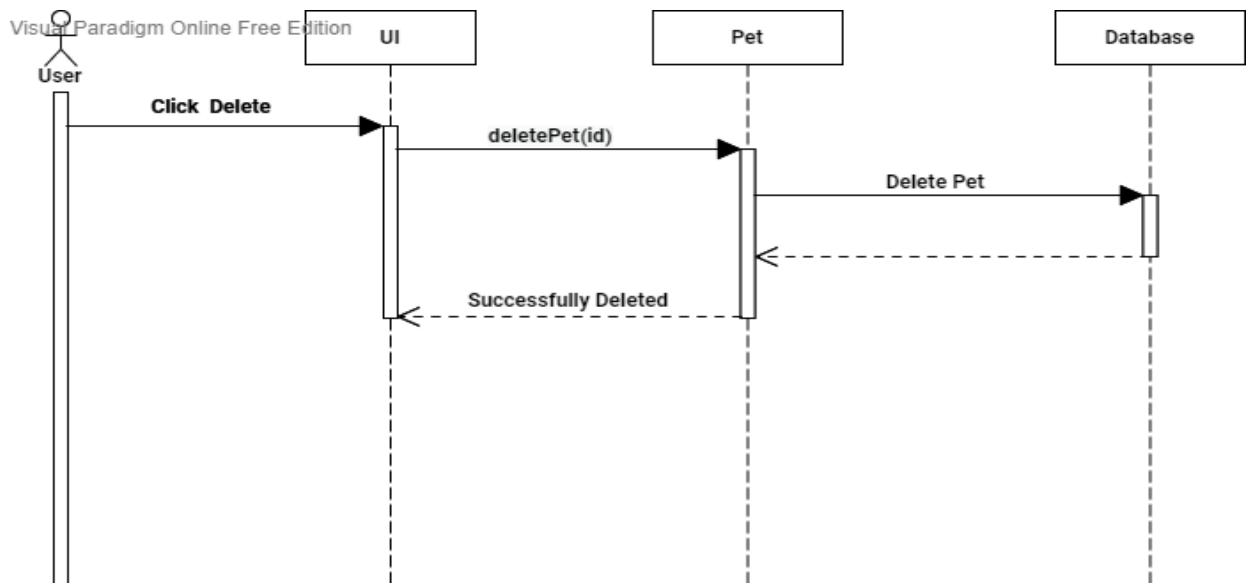 Visual Paradigm Online Free Edition
UI
Pet
Database
User
Click Delete
deletePet(id)
Delete Pet
Successfully Deleted